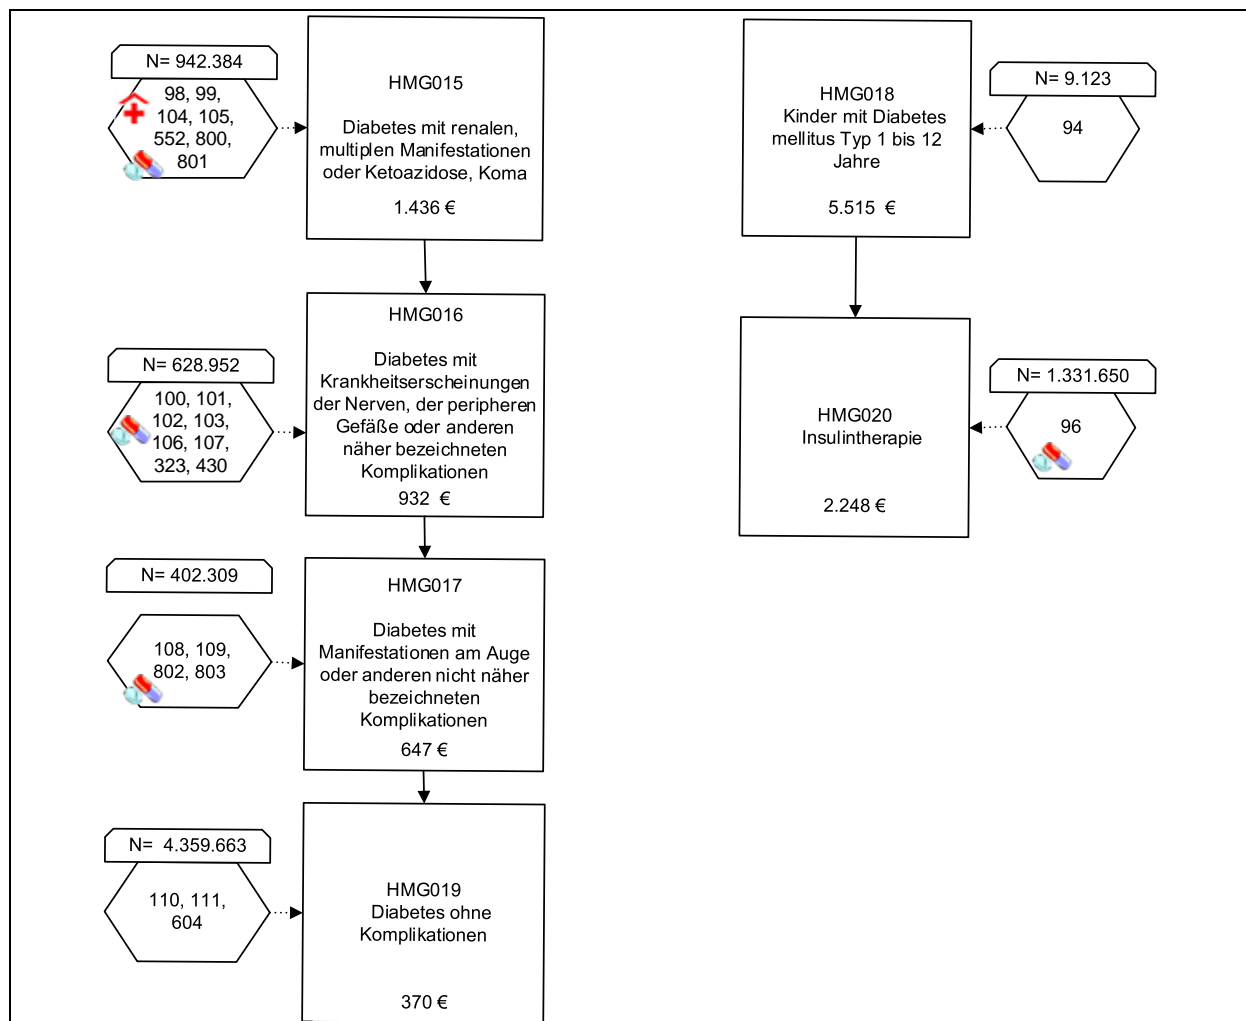 N= 942.384
98, 99,
104, 105,
552, 800,
801
HMG015
Diabetes mit renalen,
multiplen Manifestationen
oder Ketoazidose, Koma
1.436 €
N= 628.952
100, 101,
102, 103,
106, 107,
323, 430
HMG016
Diabetes mit
Krankheitserscheinungen
der Nerven, der peripheren
Gefäße oder anderen
näher bezeichneten
Komplikationen
932 €
N= 402.309
108, 109,
802, 803
HMG017
Diabetes mit
Manifestationen am Auge
oder anderen nicht näher
bezeichneten
Komplikationen
647 €
N= 4.359.663
110, 111,
604
HMG019
Diabetes ohne
Komplikationen
370 €
HMG018
Kinder mit Diabetes
mellitus Typ 1 bis 12
Jahre
5.515 €
N= 9.123
94
HMG020
Insulintherapie
2.248 €
N= 1.331.650
96